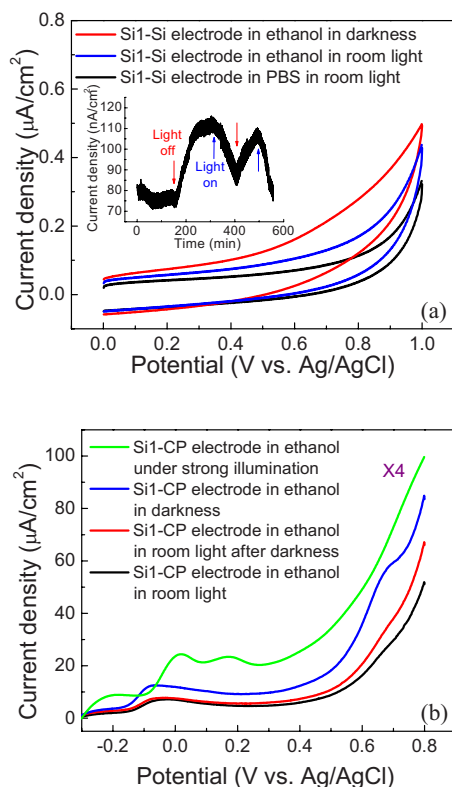 0.8
0.6
0.4
0.2
0.0
Current density (µA/cm²)
Si1-Si electrode in ethanol in darkness
Si1-Si electrode in ethanol in room light
Si1-Si electrode in PBS in room light
120
110
100
90
80
70
Current density (nA/cm²)
Light
off
Light
on
0 200 400 600
Time (min)
(a)
0.0 0.2 0.4 0.6 0.8 1.0
Potential (V vs. Ag/AgCl)
100
80
60
40
20
0
Current density (µA/cm²)
Si1-CP electrode in ethanol
under strong illumination
X4
Si1-CP electrode in ethanol
in darkness
Si1-CP electrode in ethanol
in room light after darkness
Si1-CP electrode in ethanol
in room light
(b)
-0.2 0.0 0.2 0.4 0.6 0.8
Potential (V vs. Ag/AgCl)